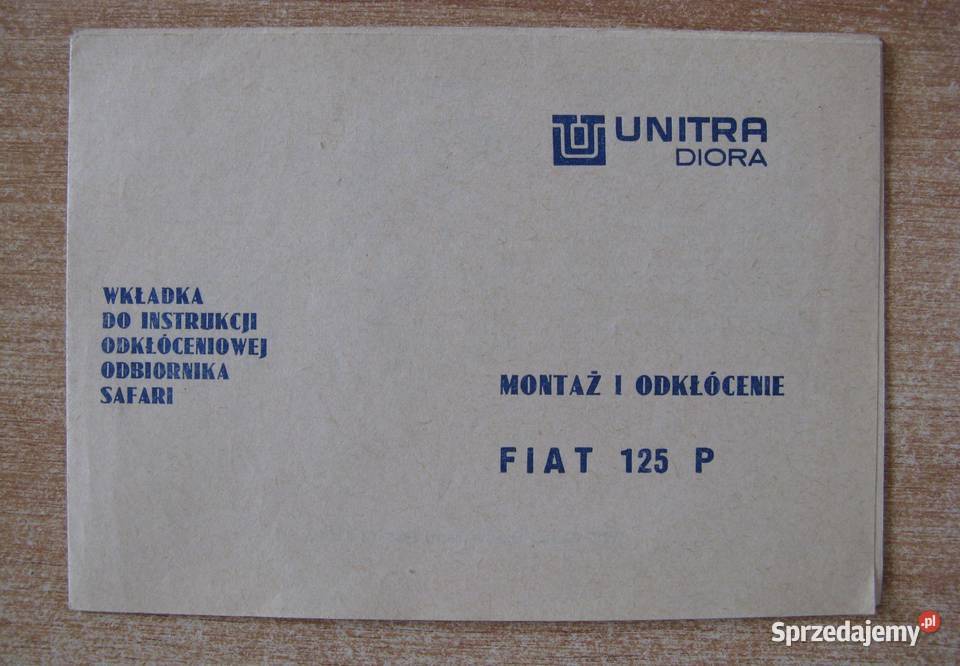 UNITRA
DIORA
WKŁADKA
DO INSTRUKCJI
ODKŁÓCENIOWEJ
ODBIORNIKA
SAFARI
MONTAŻ I ODKŁÓCENIE
FIAT 125 P
Sprzedajemy.pl